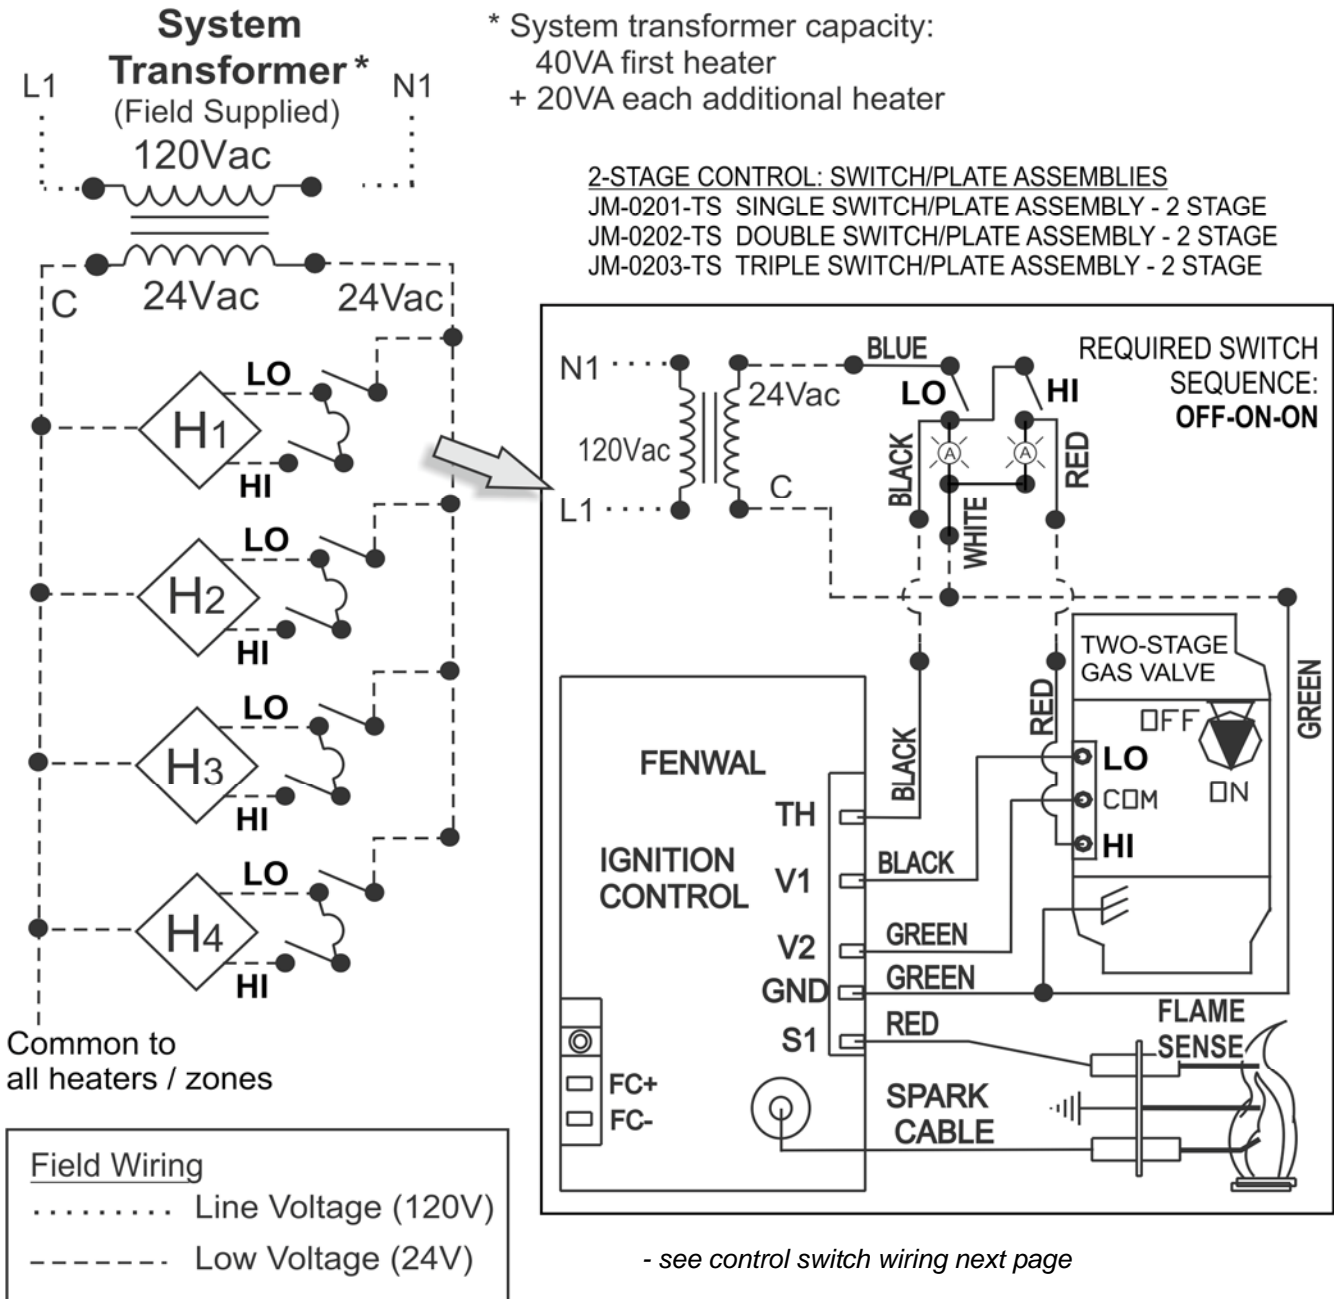 System
Transformer *
(Field Supplied)
L1
N1
120Vac
24Vac
24Vac
C
* System transformer capacity:
40VA first heater
+ 20VA each additional heater
2-STAGE CONTROL: SWITCH/PLATE ASSEMBLIES
JM-0201-TS SINGLE SWITCH/PLATE ASSEMBLY - 2 STAGE
JM-0202-TS DOUBLE SWITCH/PLATE ASSEMBLY - 2 STAGE
JM-0203-TS TRIPLE SWITCH/PLATE ASSEMBLY - 2 STAGE
LO
H1
HI
LO
H2
HI
LO
H3
HI
LO
H4
HI
Common to
all heaters / zones
N1
120Vac
L1
24Vac
C
BLUE
LO
HI
REQUIRED SWITCH
SEQUENCE:
OFF-ON-ON
BLACK
A
A
RED
WHITE
TWO-STAGE
GAS VALVE
OFF
ON
LO
COM
HI
GREEN
RED
BLACK
FENWAL
IGNITION
CONTROL
TH
V1
BLACK
V2
GREEN
GND
GREEN
S1
RED
FC+
FC-
SPARK
CABLE
FLAME
SENSE
Field Wiring
Line Voltage (120V)
Low Voltage (24V)
- see control switch wiring next page